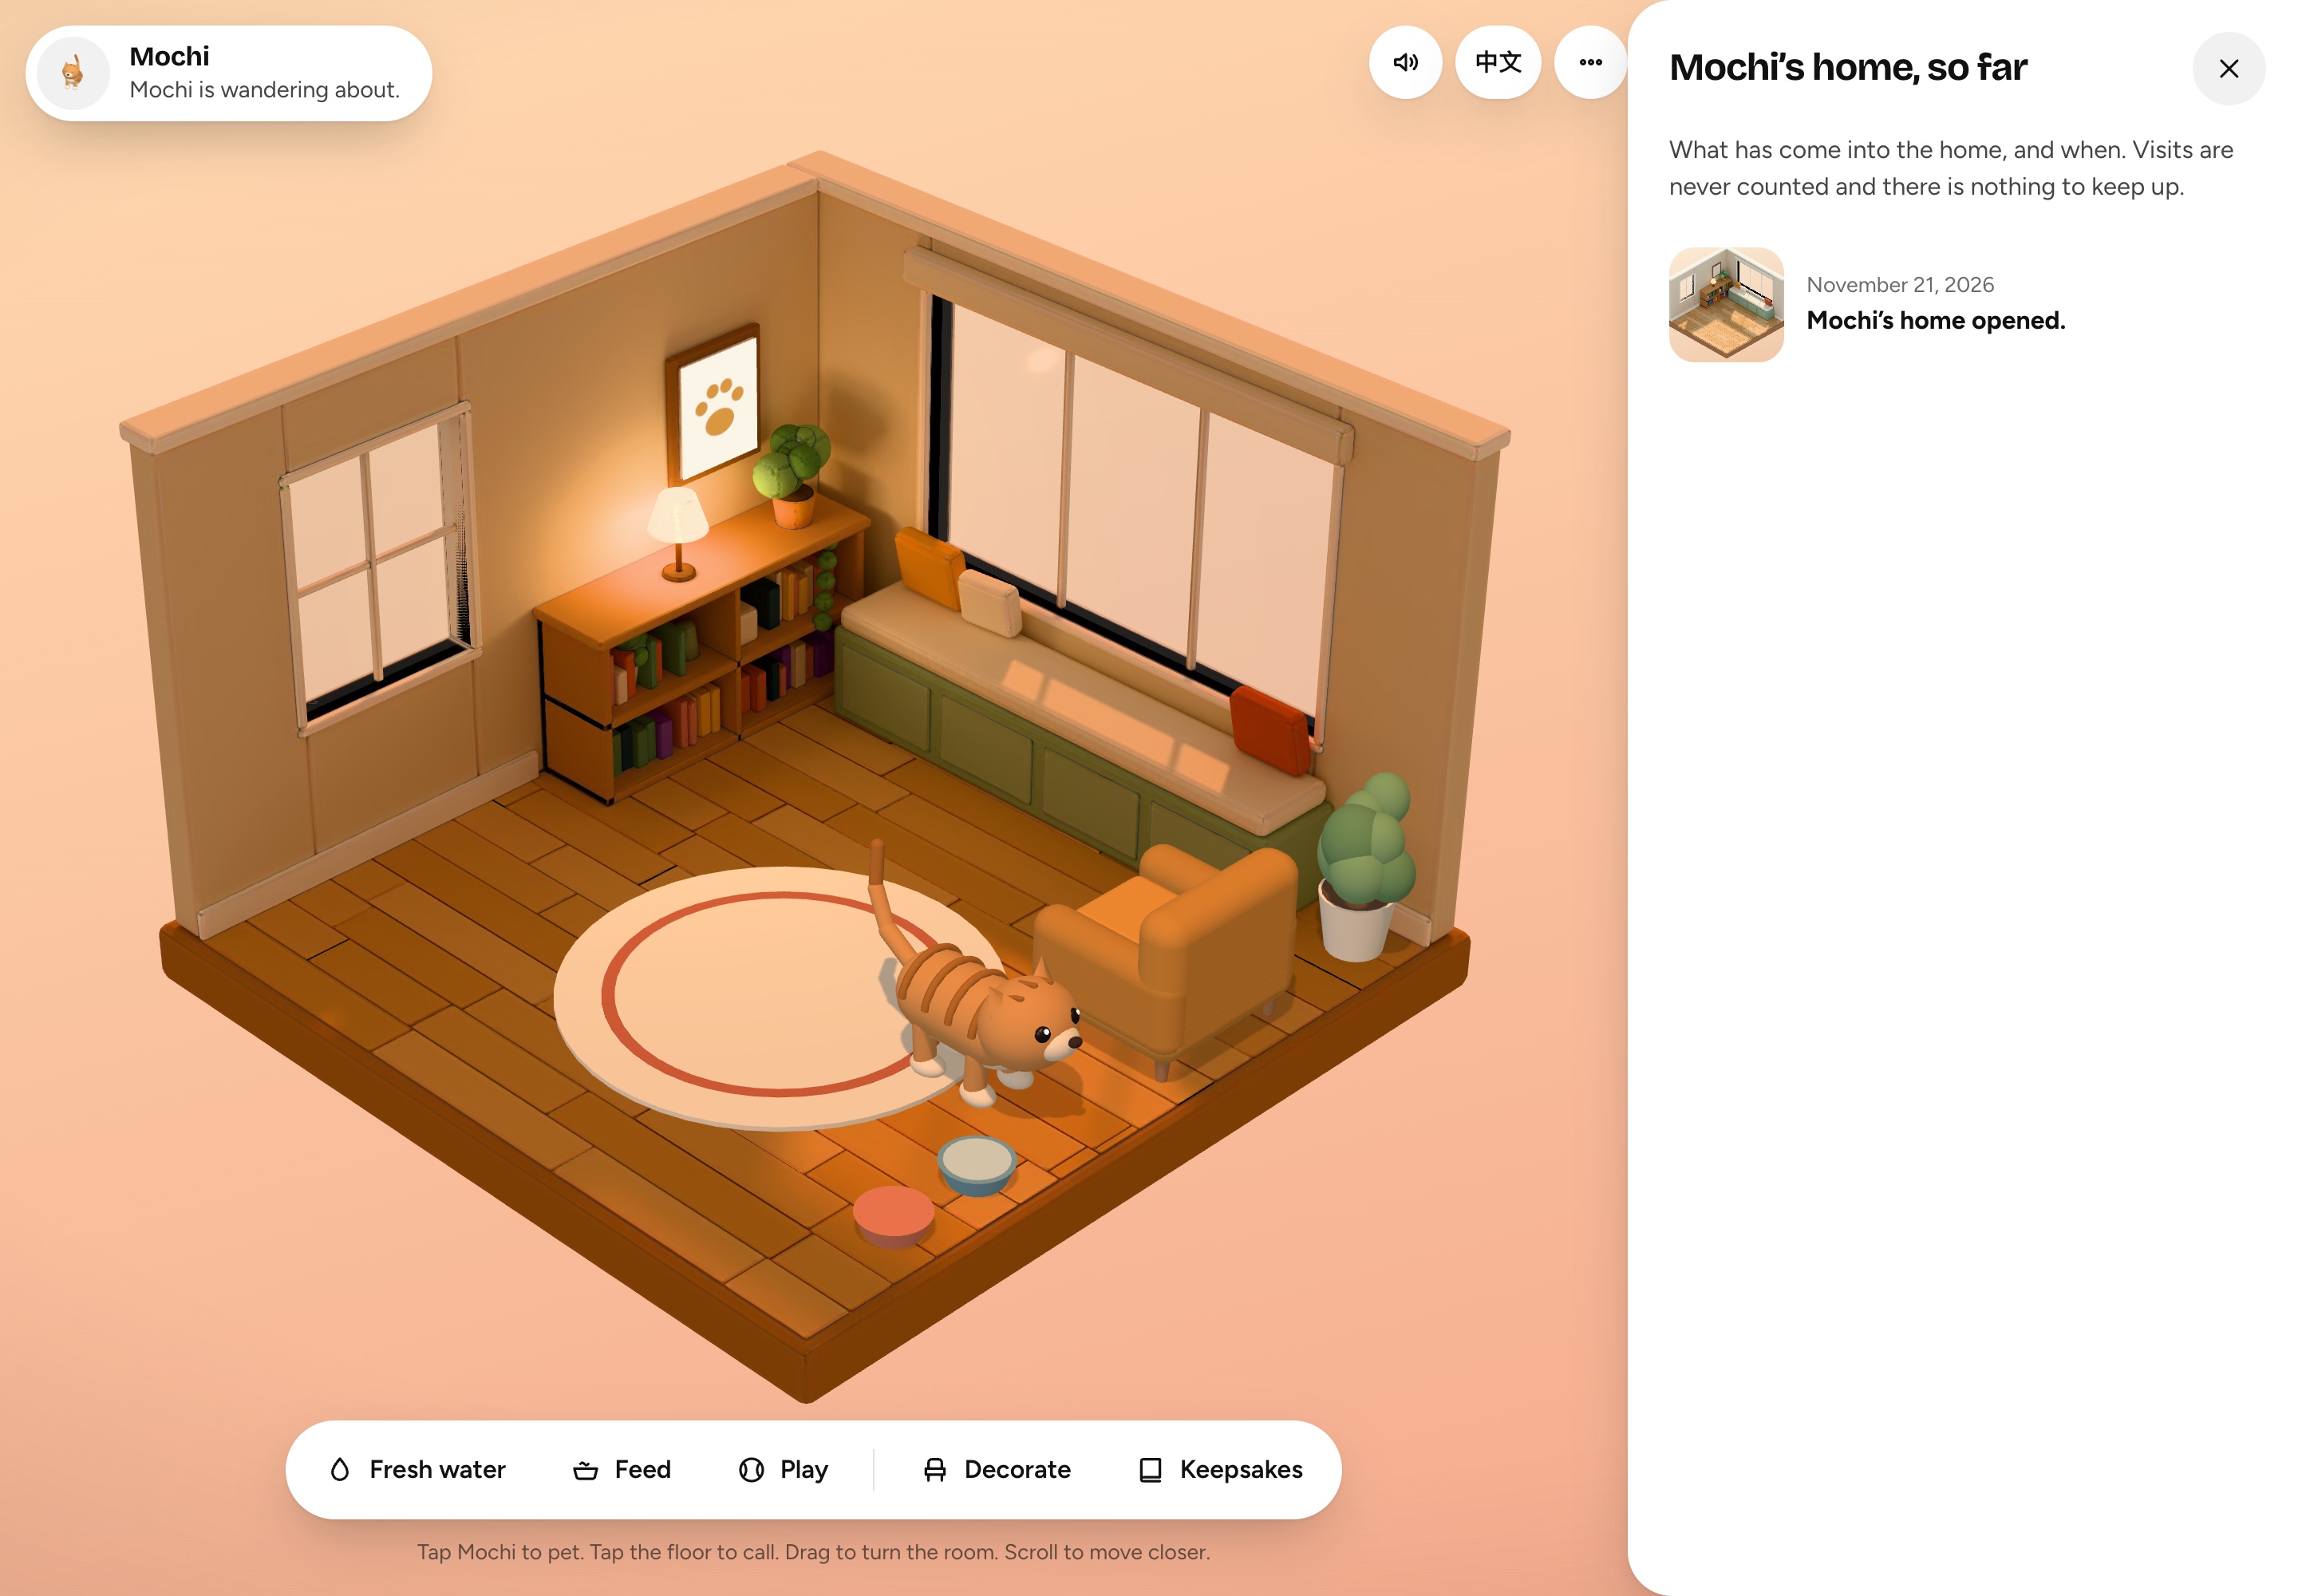 Mochi
Mochi is wandering about.
中文
Mochi’s home, so far
What has come into the home, and when. Visits are
never counted and there is nothing to keep up.
November 21, 2026
Mochi’s home opened.
Fresh water
Feed
Play
Decorate
Keepsakes
Tap Mochi to pet. Tap the floor to call. Drag to turn the room. Scroll to move closer.